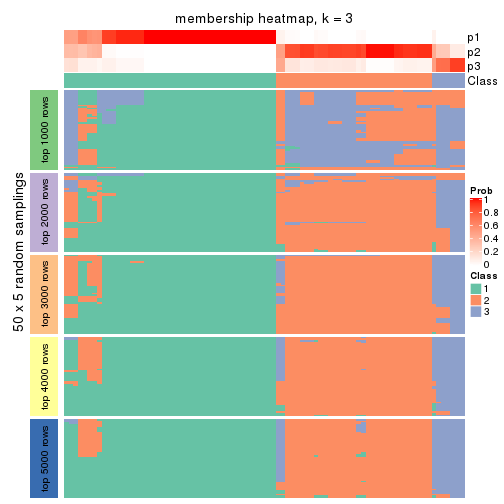 membership heatmap, k = 3
p1
p2
p3
Class
50 x 5 random samplings
top 1000 rows
top 2000 rows
top 3000 rows
top 4000 rows
top 5000 rows
Prob
1
0.8
0.6
0.4
0.2
0
Class
1
2
3